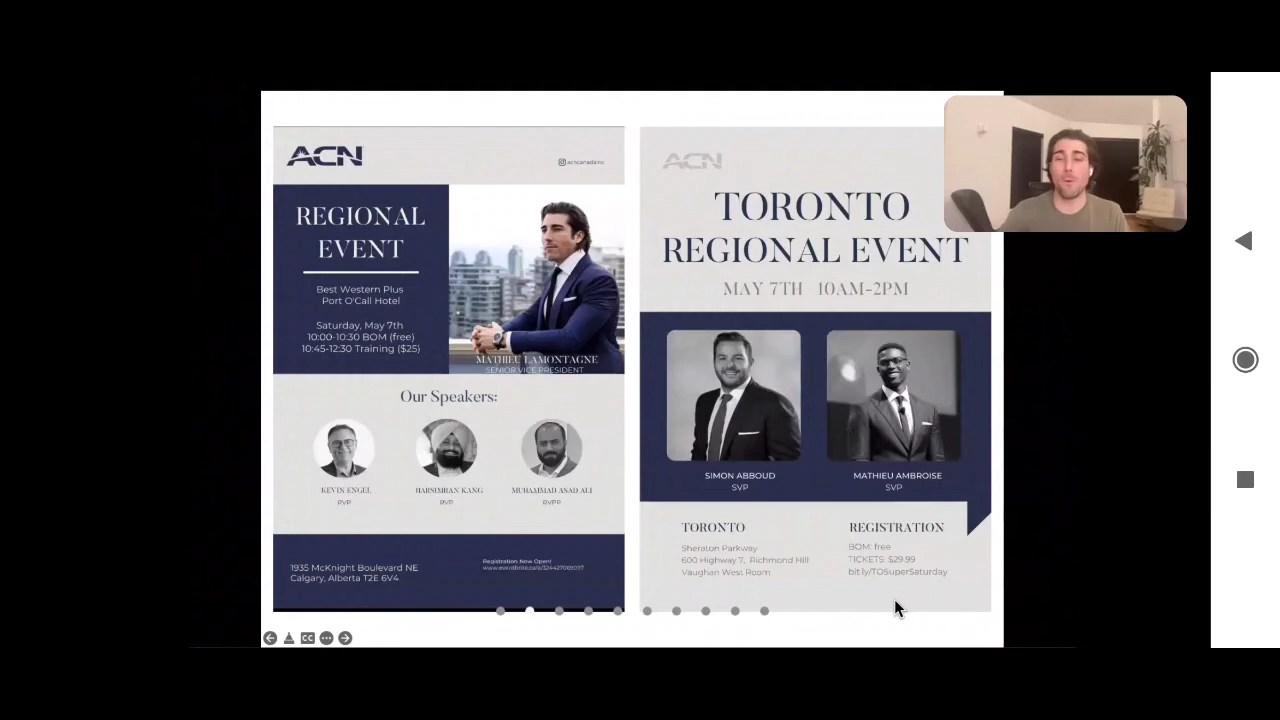 ACN
acncanadainc
REGIONAL
EVENT
Best Western Plus
Port O'Call Hotel
Saturday, May 7th
10:00-10:30 BOM (free)
10:45-12:30 Training ($25)
MATHIEU LAMONTAGNE
SENIOR VICE PRESIDENT
Our Speakers:
KEVIN ENGEL
RVP
HARSIMRAN KANG
RVP
MUHAMMAD ASAD ALI
RVPP
1935 McKnight Boulevard NE
Calgary, Alberta T2E 6V4
Registration Now Open!
ACN
TORONTO
REGIONAL EVENT
MAY 7TH 10AM-2PM
SIMON ABBOUD
SVP
MATHIEU AMBROISE
SVP
TORONTO
Sheraton Parkway
600 Highway 7, Richmond Hill
Vaughan West Room
REGISTRATION
BOM: free
TICKETS: $29.99
bit.ly/TOSuperSaturday
CC